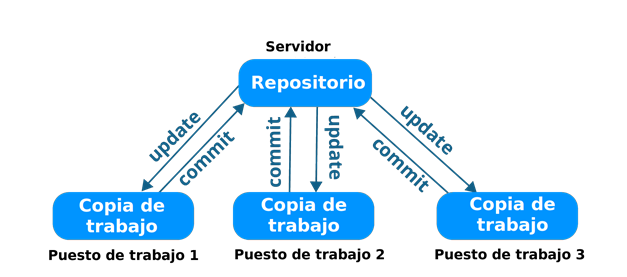 Servidor
Repositorio
update
commit
commit
update
update
commit
Copia de
trabajo
Copia de
trabajo
Copia de
trabajo
Puesto de trabajo 1
Puesto de trabajo 2
Puesto de trabajo 3